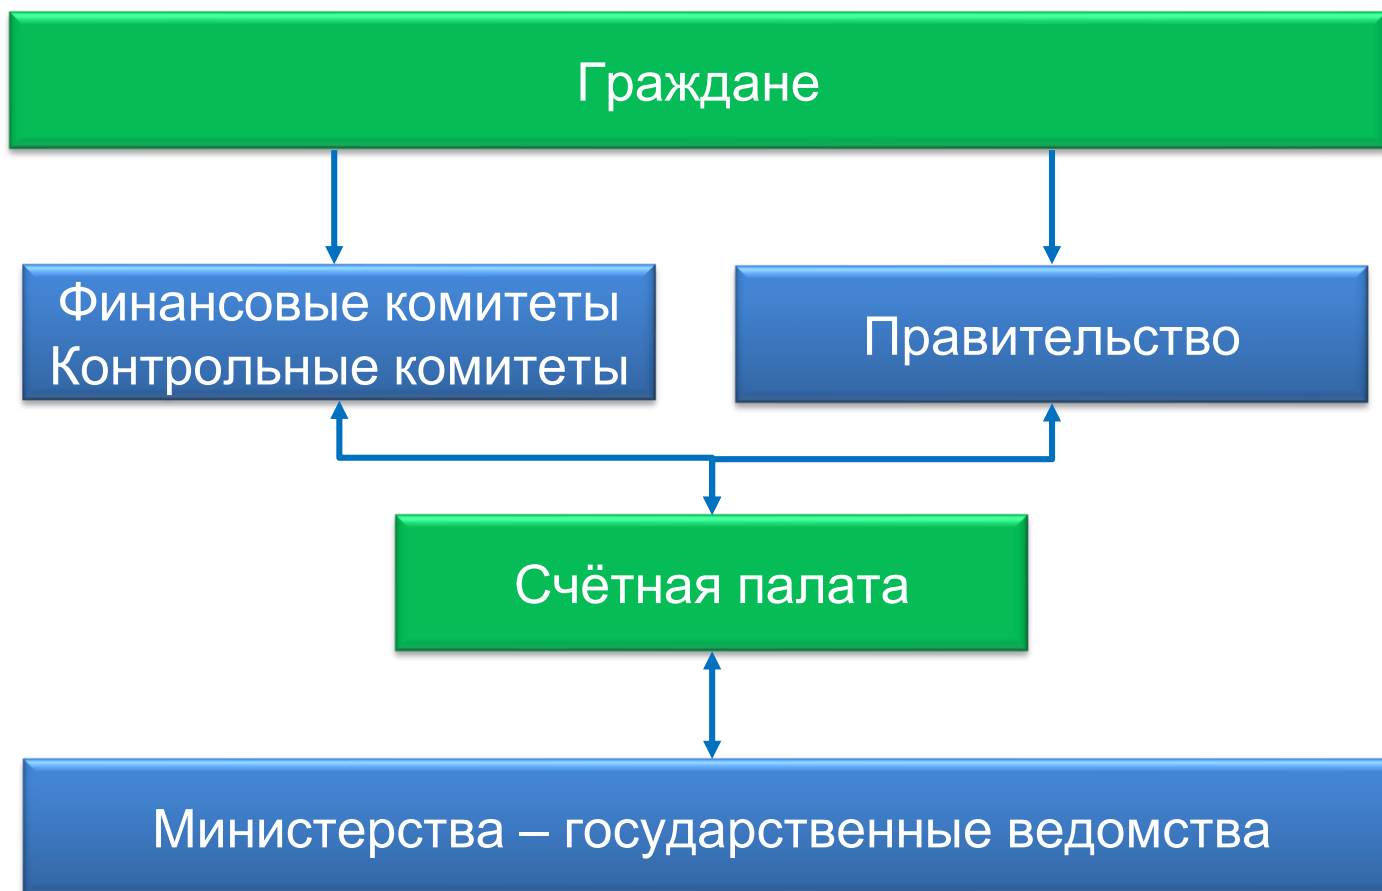 Граждане
Финансовые комитеты
Контрольные комитеты
Правительство
Счётная палата
Министерства – государственные ведомства